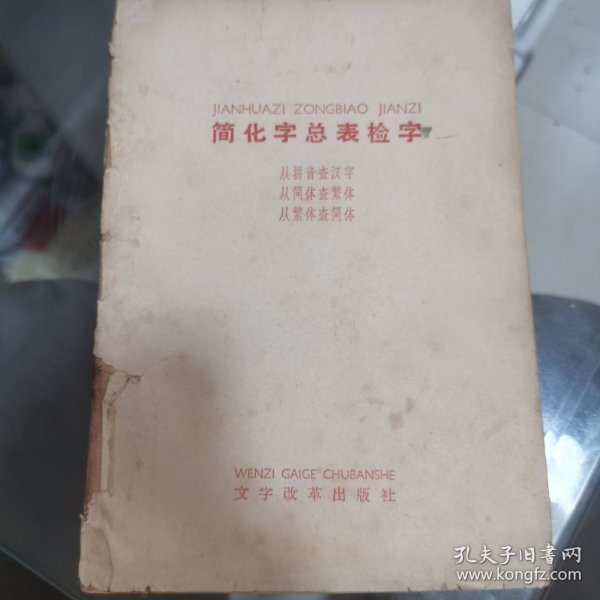 JIANHUAZI ZONGBIAO JIANZI
简化字总表检字
从拼音查汉字
从简体查繁体
从繁体查简体
WENZI GAIGE CHUBANSHE
文字改革出版社
孔夫子旧书网
www.kongfz.com